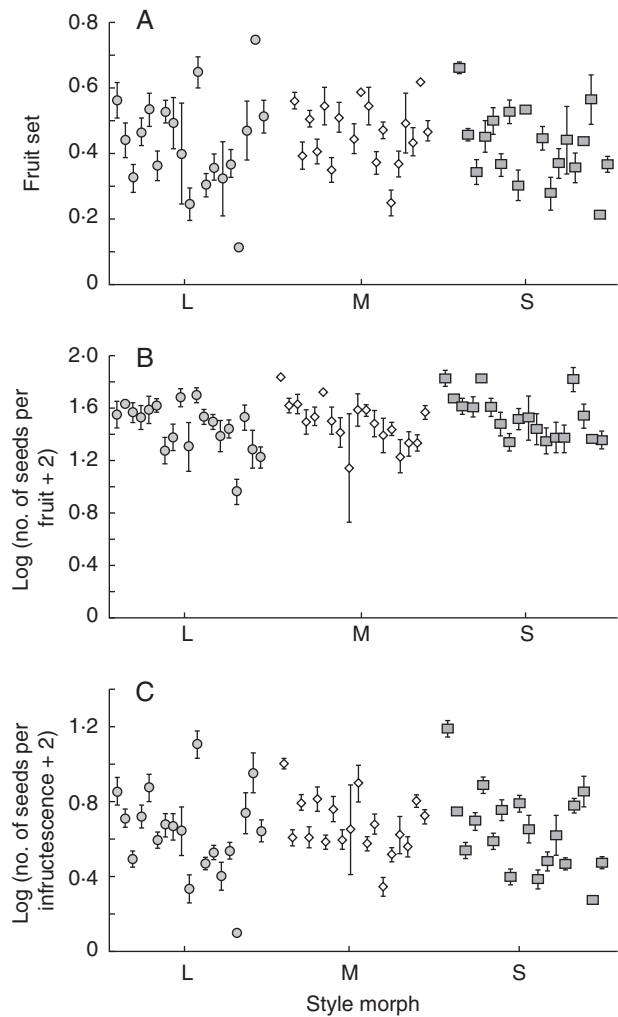 A
0·8
0·6
0·4
0·2
0
Fruit set
L M S
B
2·0
1·6
1·2
0·8
0·4
0
Log (no. of seeds per
fruit + 2)
L M S
C
1·2
0·8
0·4
0
Log (no. of seeds per
infructescence + 2)
L M S
Style morph